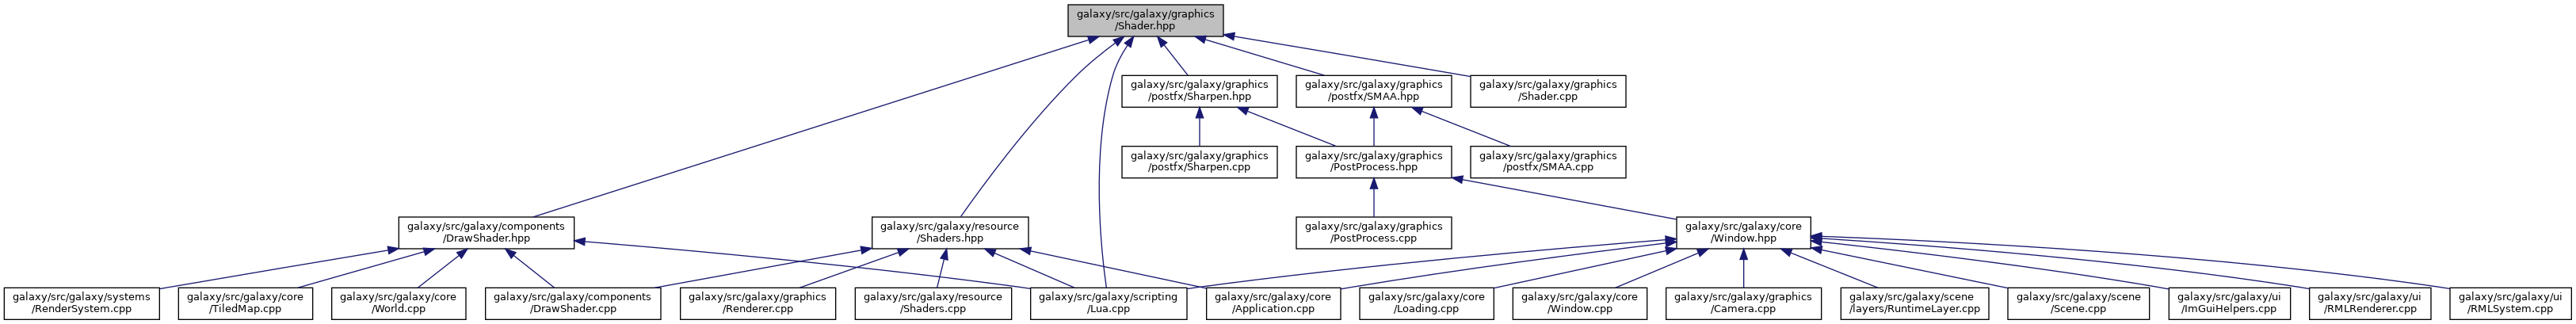 galaxy/src/galaxy/graphics
/Shader.hpp
galaxy/src/galaxy/graphics
/postfx/Sharpen.hpp
galaxy/src/galaxy/graphics
/postfx/SMAA.hpp
galaxy/src/galaxy/graphics
/Shader.cpp
galaxy/src/galaxy/graphics
/postfx/Sharpen.cpp
galaxy/src/galaxy/graphics
/PostProcess.hpp
galaxy/src/galaxy/graphics
/postfx/SMAA.cpp
galaxy/src/galaxy/components
/DrawShader.hpp
galaxy/src/galaxy/resource
/Shaders.hpp
galaxy/src/galaxy/graphics
/PostProcess.cpp
galaxy/src/galaxy/core
/Window.hpp
galaxy/src/galaxy/systems
/RenderSystem.cpp
galaxy/src/galaxy/core
/TiledMap.cpp
galaxy/src/galaxy/core
/World.cpp
galaxy/src/galaxy/components
/DrawShader.cpp
galaxy/src/galaxy/graphics
/Renderer.cpp
galaxy/src/galaxy/resource
/Shaders.cpp
galaxy/src/galaxy/scripting
/Lua.cpp
galaxy/src/galaxy/core
/Application.cpp
galaxy/src/galaxy/core
/Loading.cpp
galaxy/src/galaxy/core
/Window.cpp
galaxy/src/galaxy/graphics
/Camera.cpp
galaxy/src/galaxy/scene
/layers/RuntimeLayer.cpp
galaxy/src/galaxy/scene
/Scene.cpp
galaxy/src/galaxy/ui
/ImGuiHelpers.cpp
galaxy/src/galaxy/ui
/RMLRenderer.cpp
galaxy/src/galaxy/ui
/RMLSystem.cpp